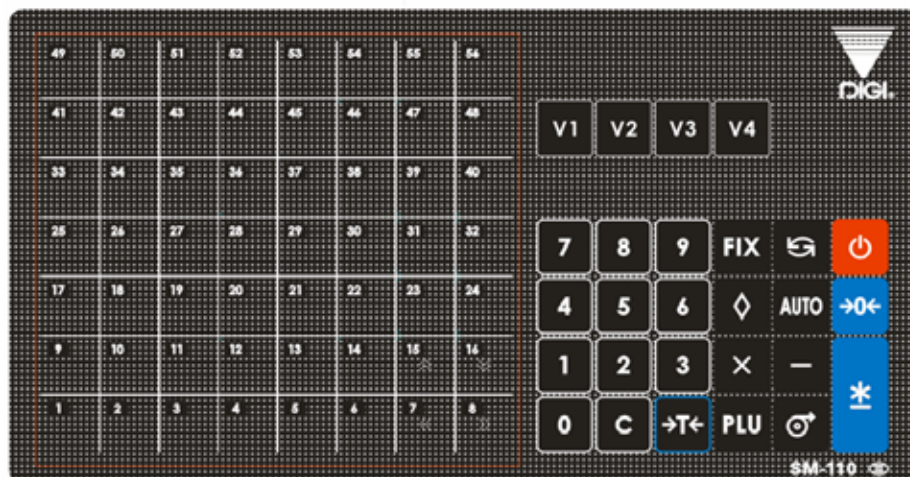 49 50 51 52 53 54 55 56
DIGI.
41 42 43 44 45 46 47 48
V1 V2 V3 V4
33 34 35 36 37 38 39 40
25 26 27 28 29 30 31 32
7 8 9 FIX
17 18 19 20 21 22 23 24
4 5 6 ◊ AUTO →0←
9 10 11 12 13 14 15 16
1 2 3 × −
1 2 3 4 5 6 7 8
0 C →T← PLU
SM-110